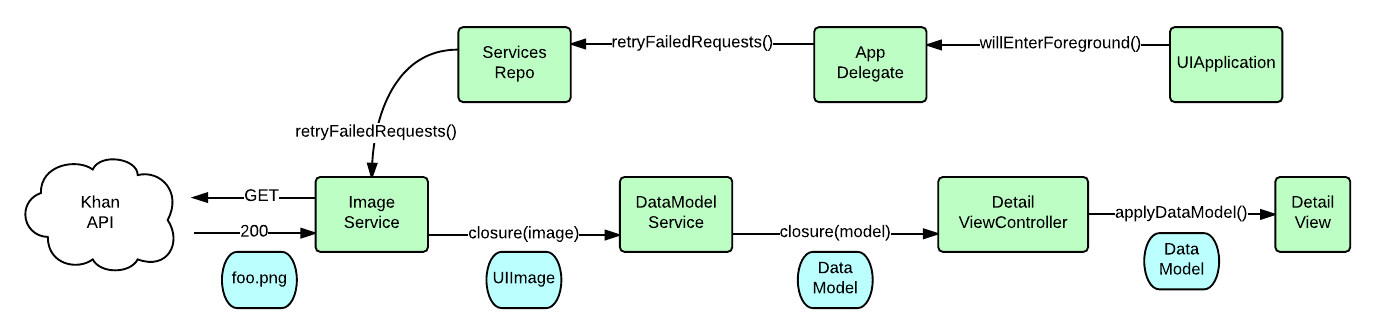 Services
Repo
retryFailedRequests()
App
Delegate
willEnterForeground()
UIApplication
retryFailedRequests()
Khan
API
GET
200
foo.png
Image
Service
closure(image)
UIImage
DataModel
Service
closure(model)
Data
Model
Detail
ViewController
applyDataModel()
Data
Model
Detail
View